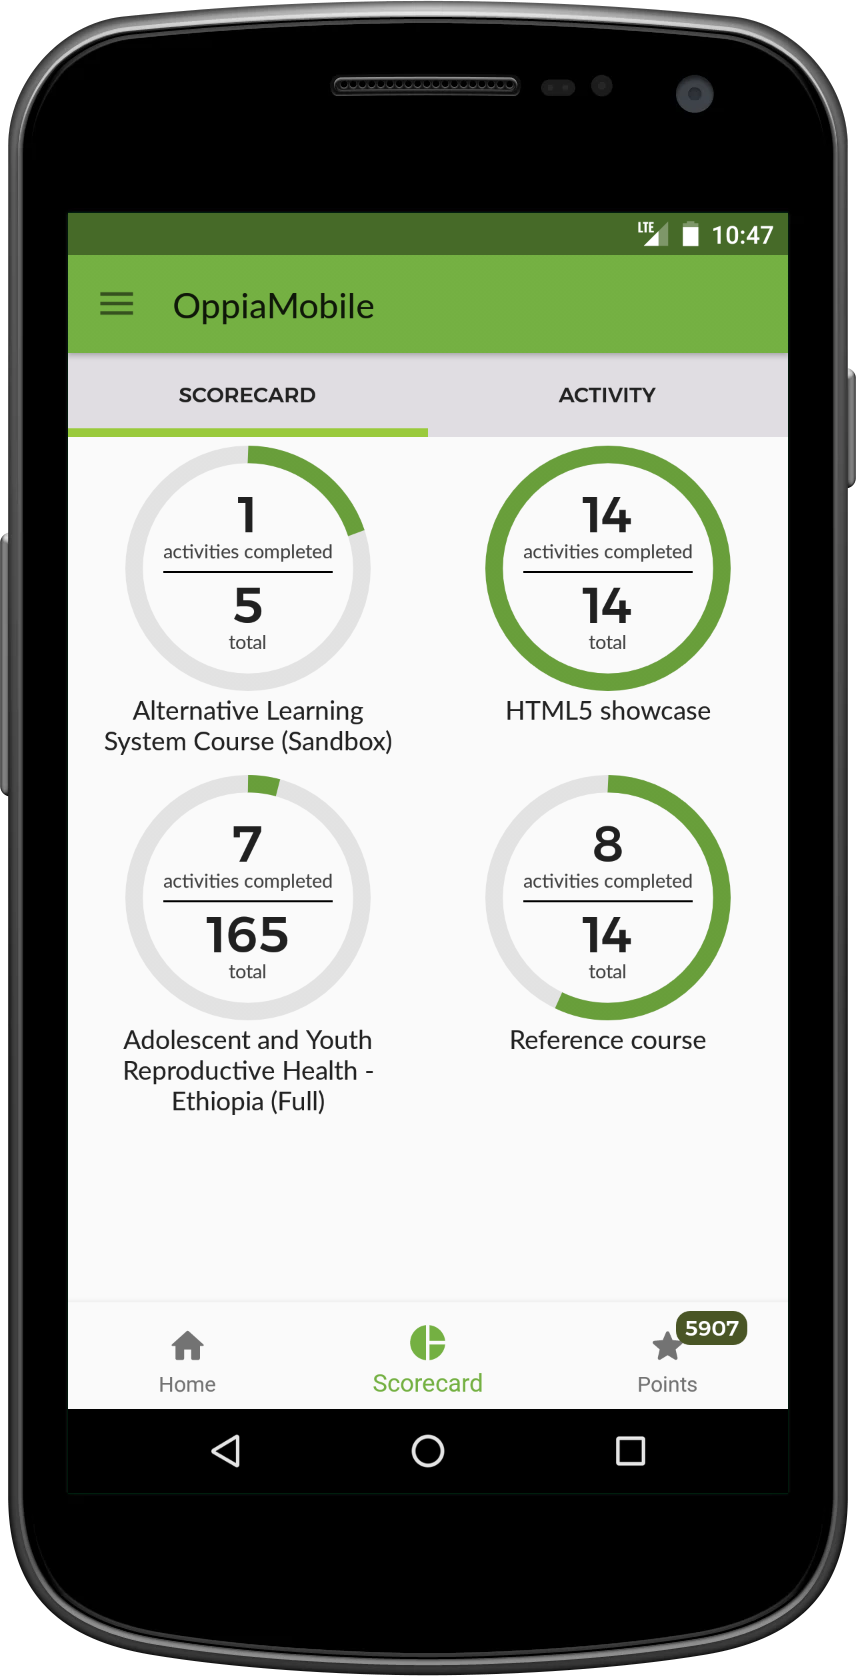 LTE 10:47
OppiaMobile
SCORECARD ACTIVITY
1
activities completed
5
total
Alternative Learning
System Course (Sandbox)
14
activities completed
14
total
HTML5 showcase
7
activities completed
165
total
Adolescent and Youth
Reproductive Health -
Ethiopia (Full)
8
activities completed
14
total
Reference course
Home
Scorecard
5907
Points